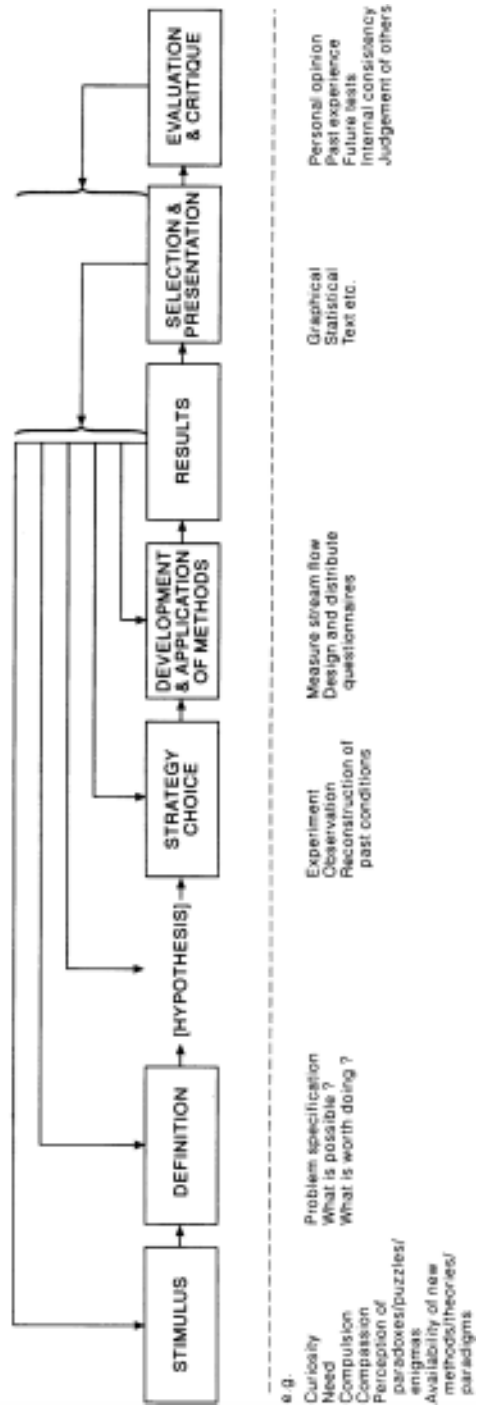 STIMULUS
DEFINITION
[HYPOTHESIS]
STRATEGY
CHOICE
DEVELOPMENT
& APPLICATION
OF METHODS
RESULTS
SELECTION &
PRESENTATION
EVALUATION
& CRITIQUE
e.g.
Curiosity
Need
Compulsion
Compassion
Perception of
paradoxes/puzzles/
enigmas
Availability of new
methods/theories/
paradigms
Problem specification
What is possible ?
What is worth doing ?
Experiment
Observation
Reconstruction of
past conditions
Measure stream flow
Design and distribute
questionnaires
Graphical
Statistical
Text etc.
Personal opinion
Past experience
Future tests
Internal consistency
Judgement of others